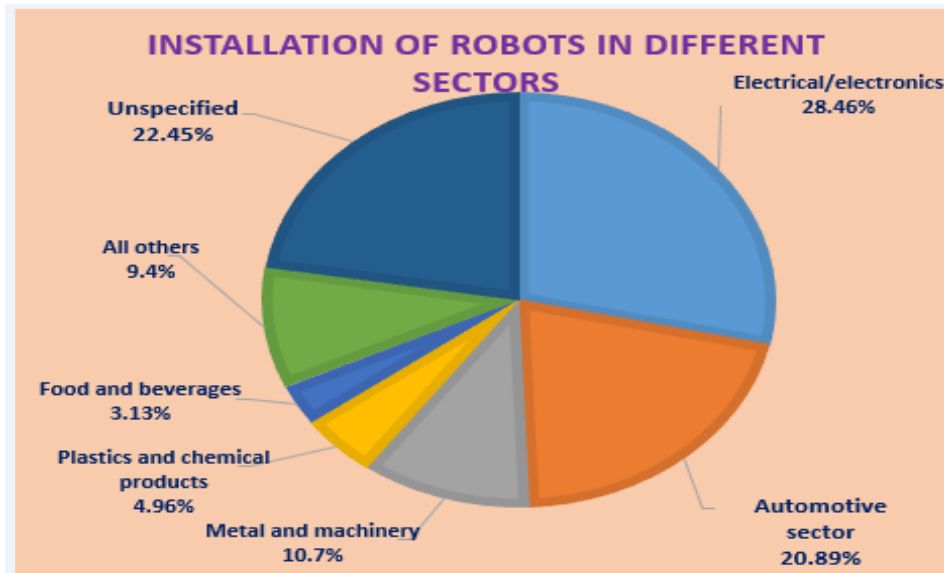 INSTALLATION OF ROBOTS IN DIFFERENT
SECTORS
Electrical/electronics
28.46%
Unspecified
22.45%
All others
9.4%
Food and beverages
3.13%
Plastics and chemical
products
4.96%
Metal and machinery
10.7%
Automotive
sector
20.89%